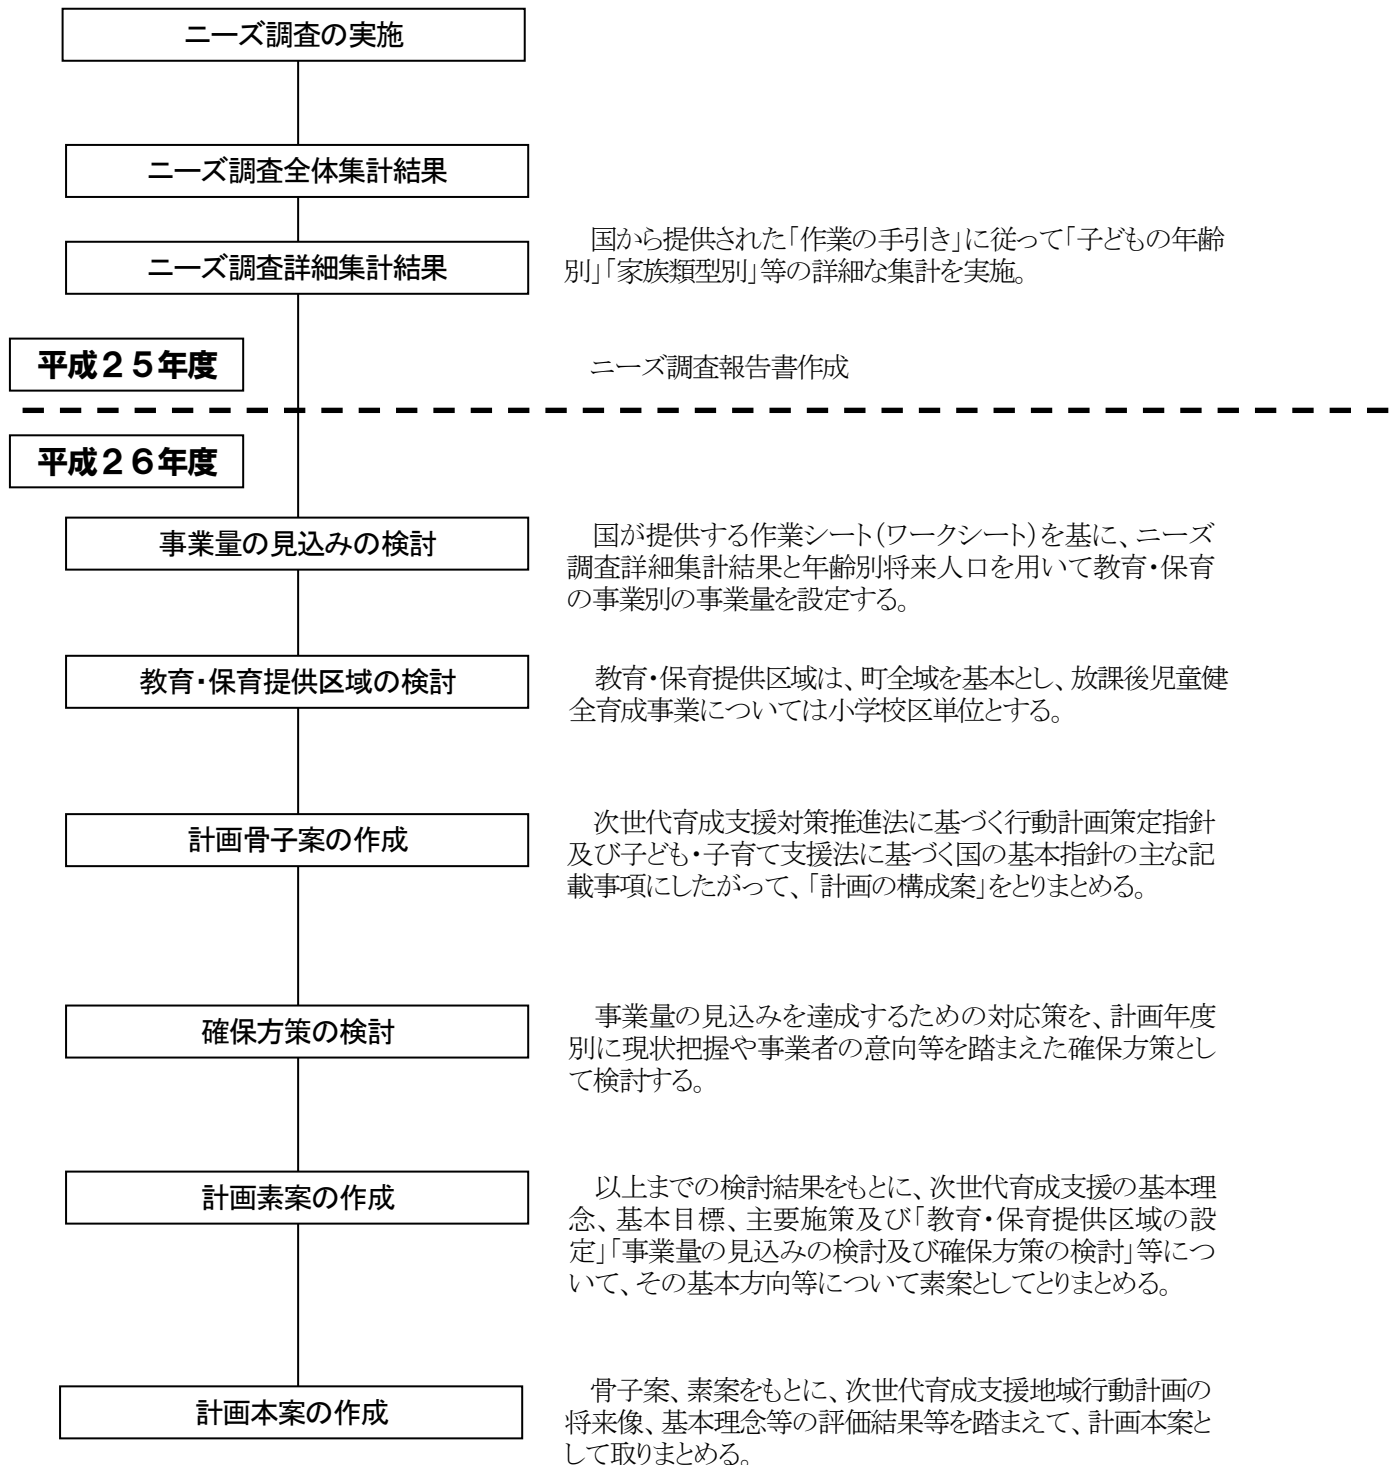 ニーズ調査の実施
ニーズ調査全体集計結果
ニーズ調査詳細集計結果
国から提供された「作業の手引き」に従って「子どもの年齢
別」「家族類型別」等の詳細な集計を実施。
平成２５年度
ニーズ調査報告書作成
平成２６年度
事業量の見込みの検討
国が提供する作業シート（ワークシート）を基に、ニーズ
調査詳細集計結果と年齢別将来人口を用いて教育・保育
の事業別の事業量を設定する。
教育・保育提供区域の検討
教育・保育提供区域は、町全域を基本とし、放課後児童健
全育成事業については小学校区単位とする。
計画骨子案の作成
次世代育成支援対策推進法に基づく行動計画策定指針
及び子ども・子育て支援法に基づく国の基本指針の主な記
載事項にしたがって、「計画の構成案」をとりまとめる。
確保方策の検討
事業量の見込みを達成するための対応策を、計画年度
別に現状把握や事業者の意向等を踏まえた確保方策とし
て検討する。
計画素案の作成
以上までの検討結果をもとに、次世代育成支援の基本理
念、基本目標、主要施策及び「教育・保育提供区域の設
定」「事業量の見込みの検討及び確保方策の検討」等につ
いて、その基本方向等について素案としてとりまとめる。
計画本案の作成
骨子案、素案をもとに、次世代育成支援地域行動計画の
将来像、基本理念等の評価結果等を踏まえて、計画本案と
して取りまとめる。